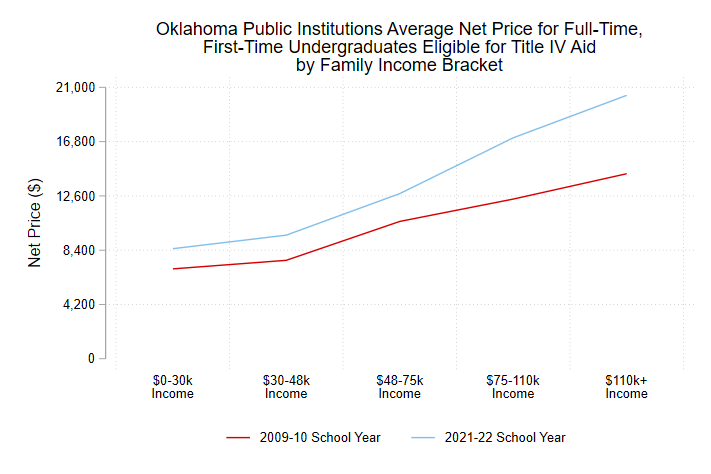 Oklahoma Public Institutions Average Net Price for Full-Time,
First-Time Undergraduates Eligible for Title IV Aid
by Family Income Bracket
Net Price ($)
21,000
16,800
12,600
8,400
4,200
0
$0-30k
Income
$30-48k
Income
$48-75k
Income
$75-110k
Income
$110k+
Income
2009-10 School Year
2021-22 School Year